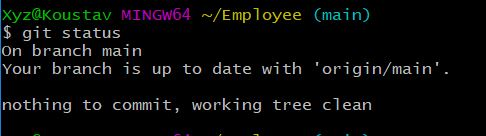 Xyz@Koustav MINGW64 ~/Employee (main)
$ git status
On branch main
Your branch is up to date with 'origin/main'.
nothing to commit, working tree clean